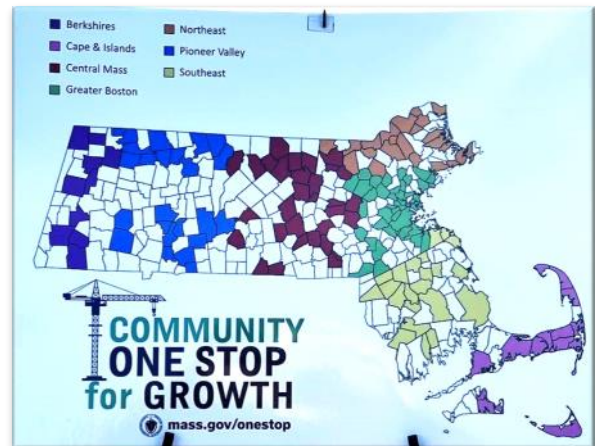 Berkshires
Cape & Islands
Central Mass
Greater Boston
Northeast
Pioneer Valley
Southeast
COMMUNITY
ONE STOP
for GROWTH
mass.gov/onestop